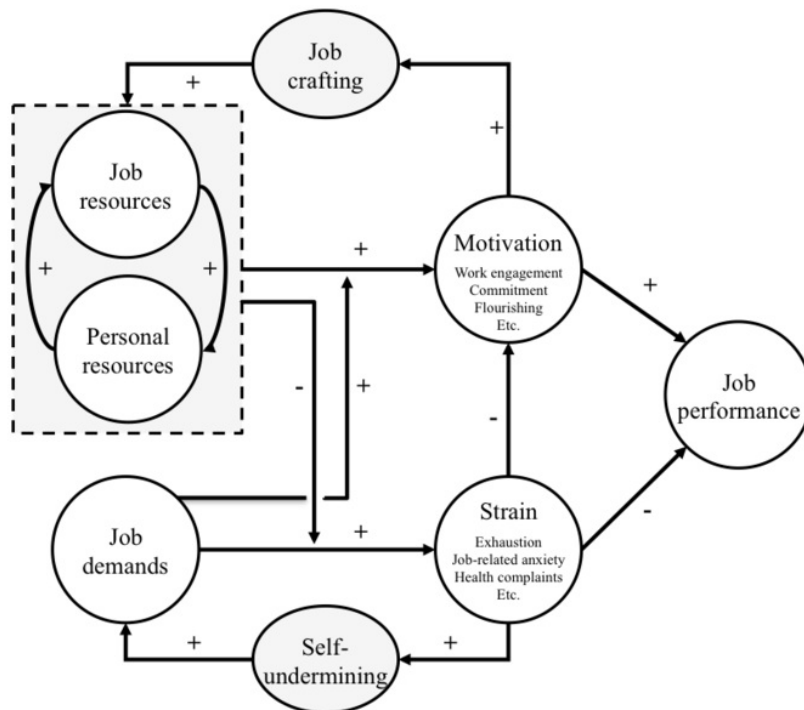 Job
crafting
+
+
Job
resources
+
+
Personal
resources
+
Motivation
Work engagement
Commitment
Flourishing
Etc.
+
-
+
-
Job
performance
Job
demands
+
Strain
Exhaustion
Job-related anxiety
Health complaints
Etc.
-
+
Self-
undermining
+